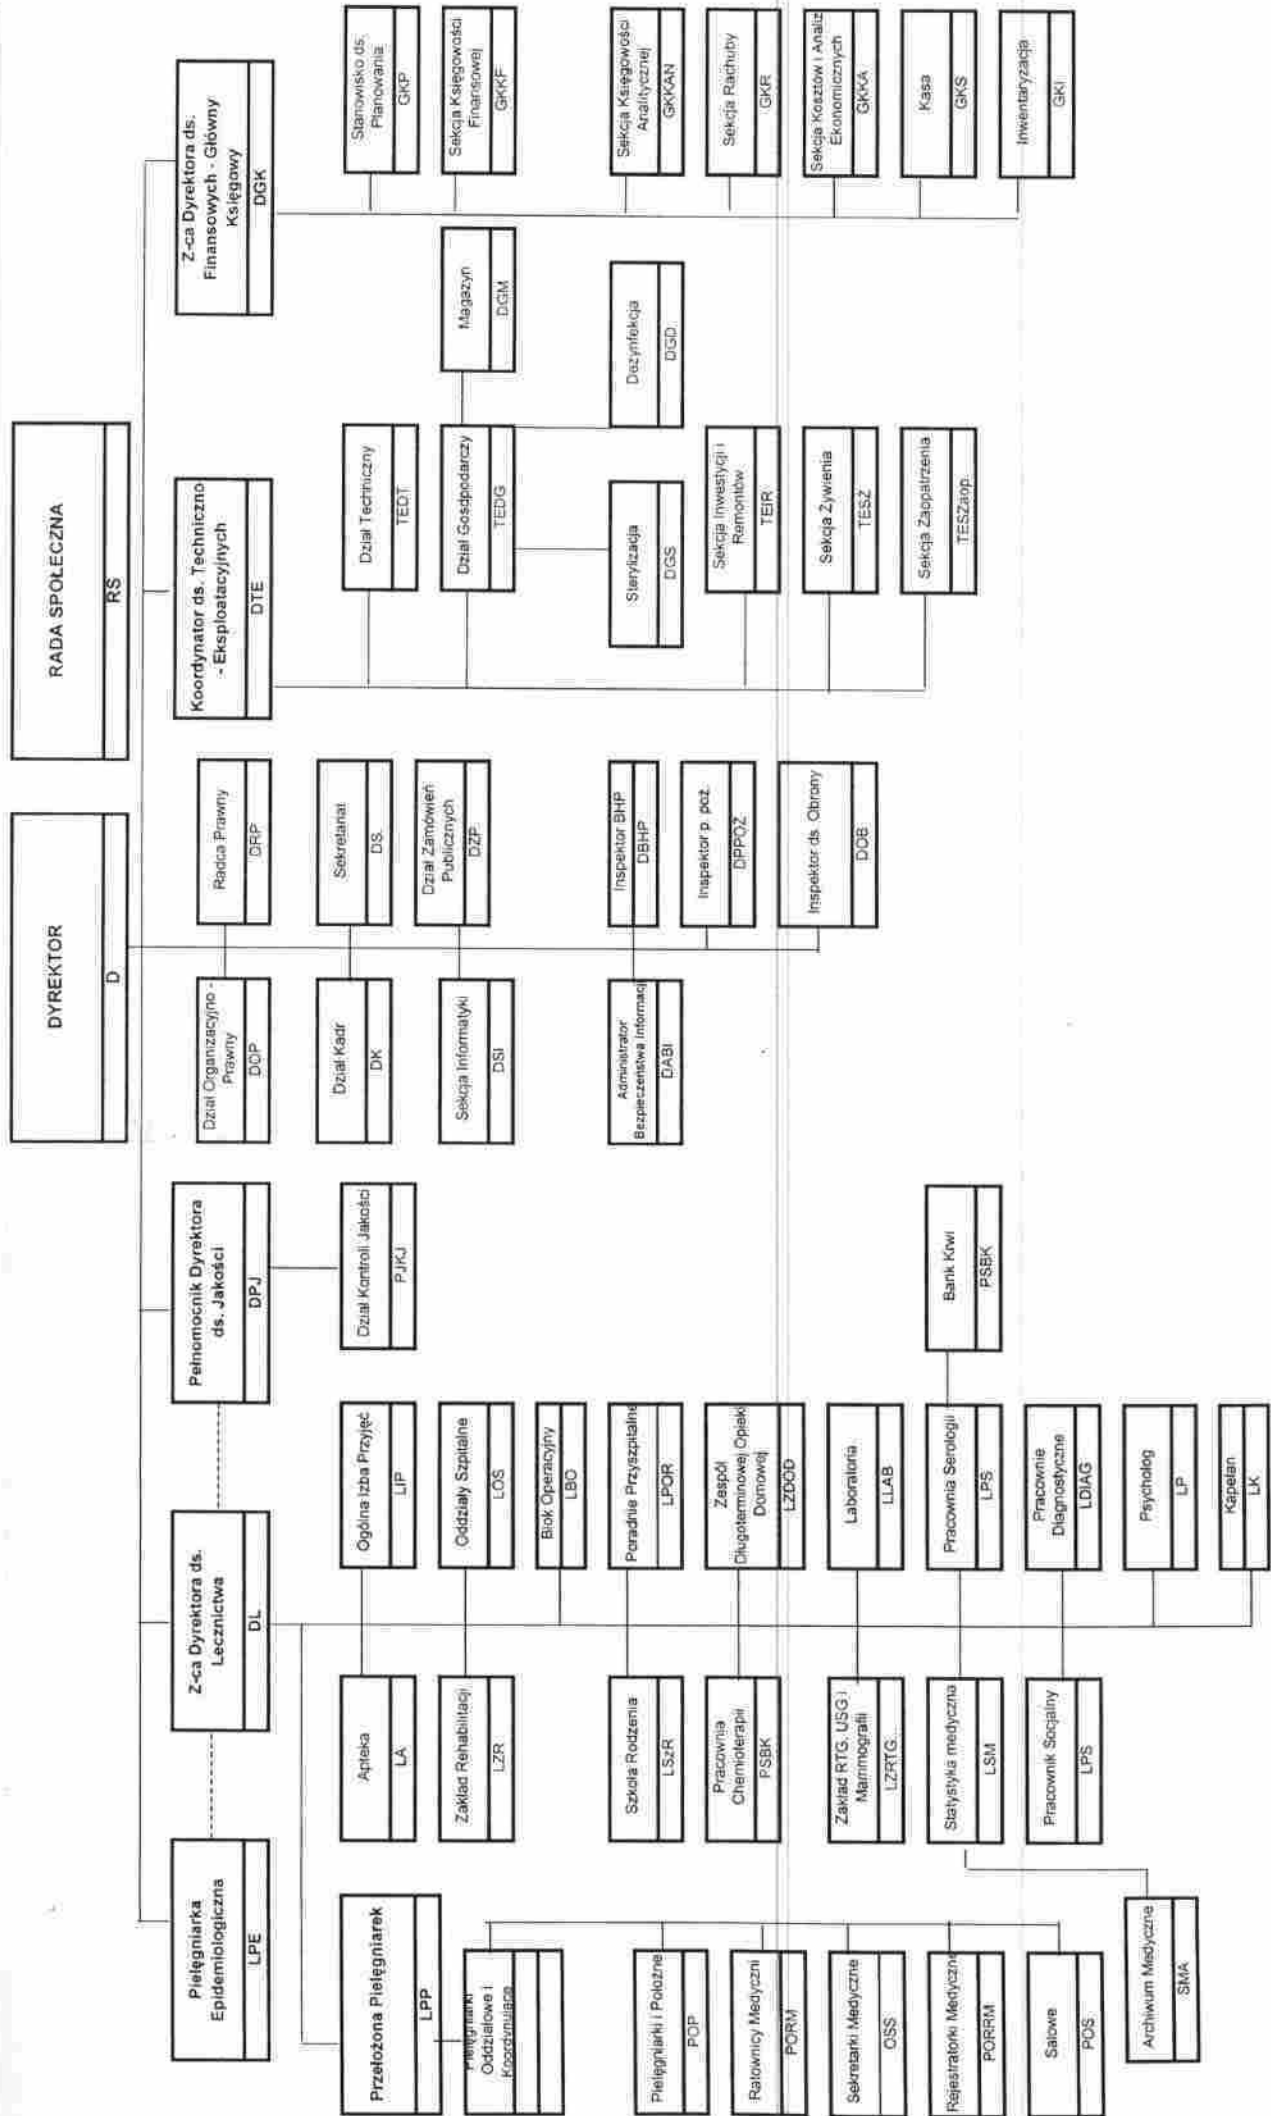 RADA SPOŁECZNA
RS
DYREKTOR
D
Z-ca Dyrektora ds.
Finansowych - Główny
Księgowy
DGK
Koordynator ds. Techniczno
- Eksploatacyjnych
DTE
Pełnomocnik Dyrektora
ds. Jakości
DPJ
Z-ca Dyrektora ds.
Lecznictwa
DL
Pielęgniarka
Epidemiologiczna
LPE
Stanowisko ds.
Planowania
GKP
Sekcja Księgowości
Finansowej
GKKF
Sekcja Księgowości
Analitycznej
GKKAN
Sekcja Rachuby
GKR
Sekcja Kosztów i Analiz
Ekonomicznych
GKKA
Kasa
GKS
Inwentaryzacja
GKI
Dział Techniczny
TEDT
Dział Gosdpodarczy
TEDG
Magazyn
DGM
Sterylizacja
DGS
Dezynfekcja
DGD
Sekcja Inwestycji i
Remontów
TEIR
Sekcja Żywienia
TESŻ
Sekcja Zaopatrzenia
TESZaop.
Dział Organizacyjno -
Prawny
DOP
Radca Prawny
DRP
Dział Kadr
DK
Sekretariat
DS.
Sekcja Informatyki
DSI
Dział Zamówień
Publicznych
DZP
Administrator
Bezpieczeństwa Informacji
DABI
Inspektor BHP
DBHP
Inspektor p. poż.
DPPOŻ
Inspektor ds. Obrony
DOB
Dział Kontroli Jakości
PJKJ
Apteka
LA
Ogólna Izba Przyjęć
LIP
Zakład Rehabilitacji
LZR
Oddziały Szpitalne
LOS
Blok Operacyjny
LBO
Szkoła Rodzenia
LSzR
Poradnie Przyszpitalne
LPOR
Pracownia
Chemioterapii
PSBK
Zespół
Długoterminowej Opieki
Domowej
LZDOD
Zakład RTG, USG i
Mammografii
LZRTG
Laboratoria
LLAB
Statystyka medyczna
LSM
Pracownia Serologii
LPS
Bank Krwi
PSBK
Pracownik Socjalny
LPS
Pracownie
Diagnostyczne
LDIAG
Psycholog
LP
Kapelan
LK
Archiwum Medyczne
SMA
Przełożona Pielęgniarek
LPP
Pielęgniarki
Oddziałowe i
Koordynujące
Pielęgniarki i Położne
POP
Ratownicy Medyczni
PORM
Sekretarki Medyczne
OSS
Rejestratorki Medyczne
PORRM
Salowe
POS